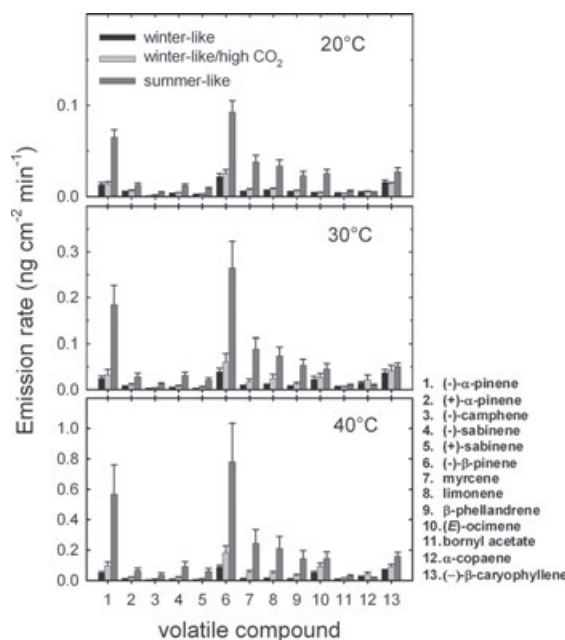 winter-like
winter-like/high CO₂
summer-like
20°C
0.1
0.0
30°C
0.3
0.2
0.1
0.0
40°C
1.0
0.8
0.6
0.4
0.2
0.0
Emission rate (ng cm⁻² min⁻¹)
1 2 3 4 5 6 7 8 9 10 11 12 13
volatile compound
1. (-)-α-pinene
2. (+)-α-pinene
3. (-)-camphene
4. (-)-sabinene
5. (+)-sabinene
6. (-)-β-pinene
7. myrcene
8. limonene
9. β-phellandrene
10. (E)-ocimene
11. bornyl acetate
12. α-copaene
13. (−)-β-caryophyllene